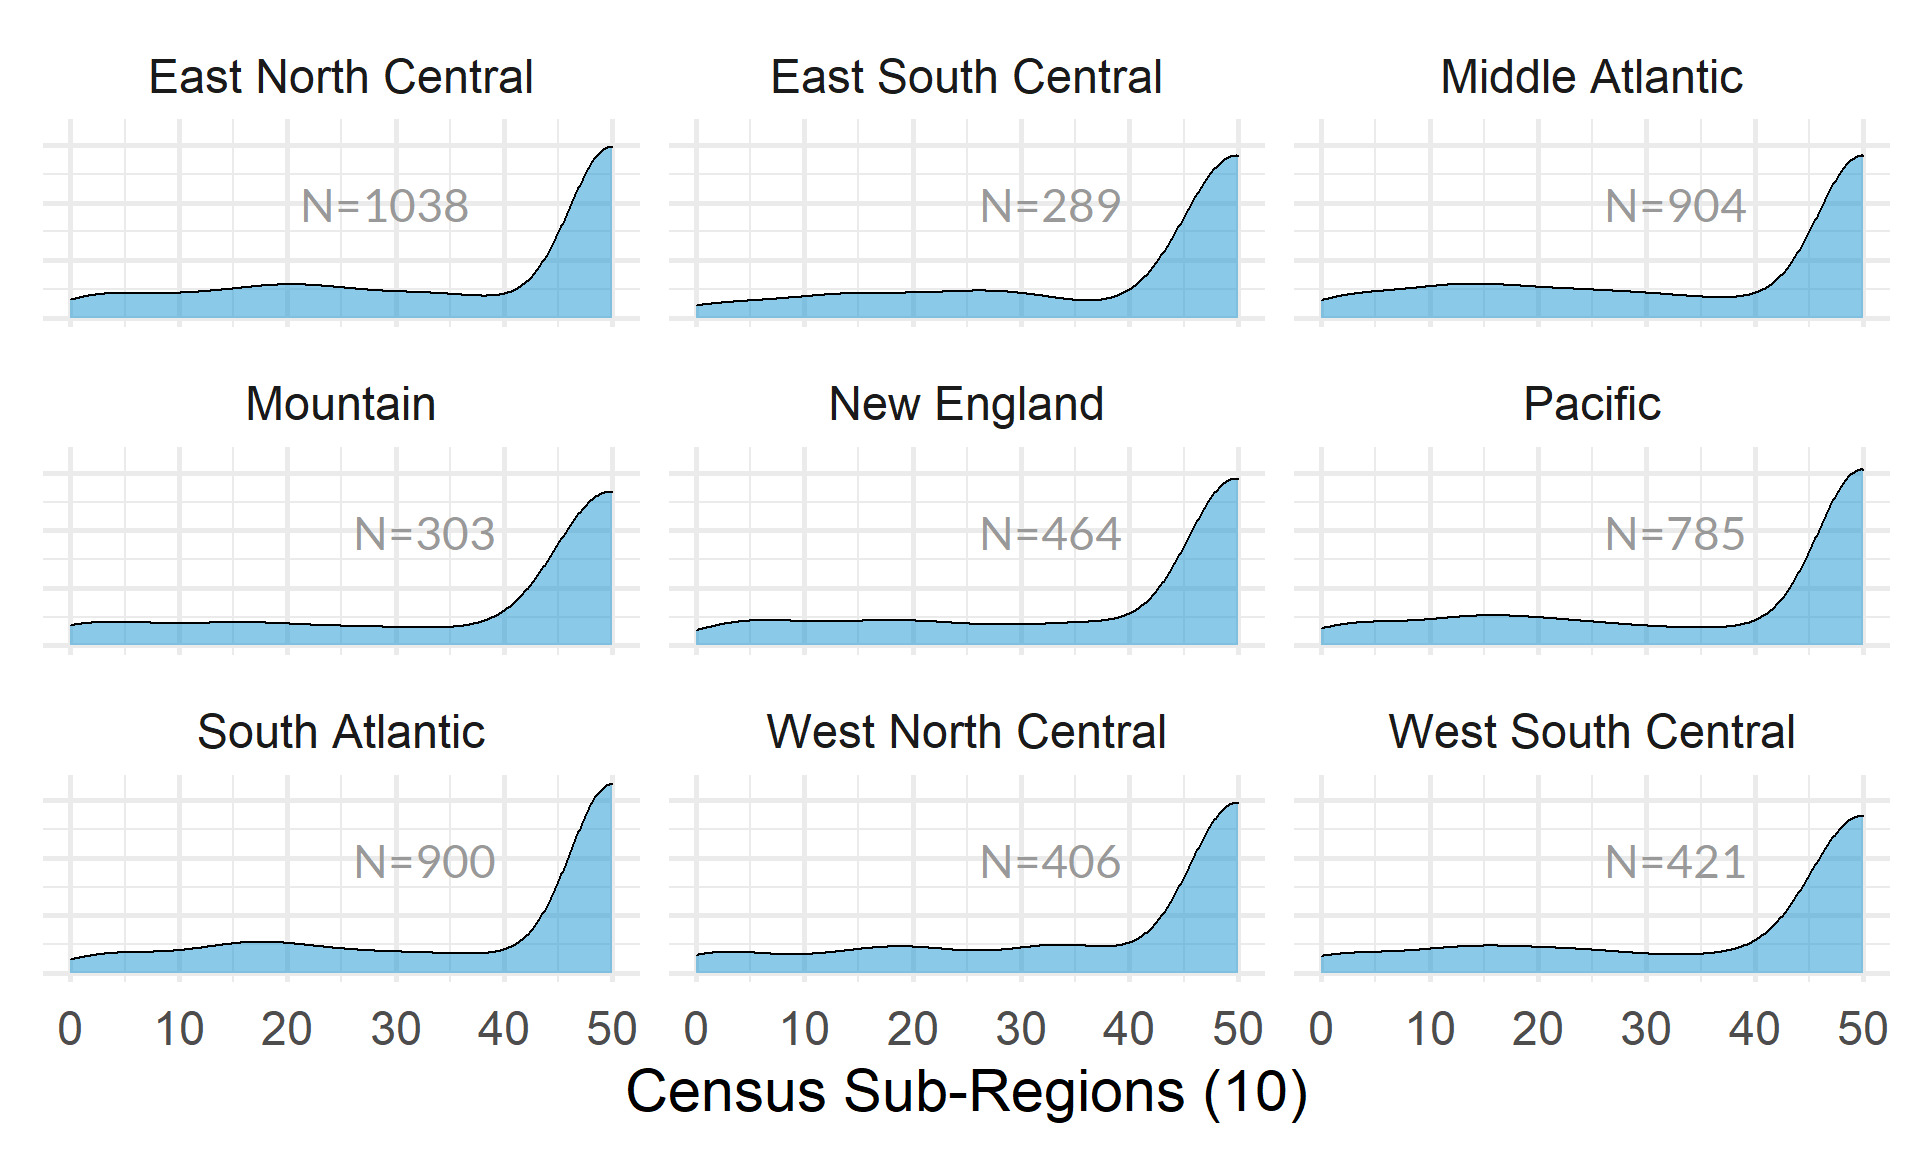 East North Central East South Central Middle Atlantic
N=1038 N=289 N=904
Mountain New England Pacific
N=303 N=464 N=785
South Atlantic West North Central West South Central
N=900 N=406 N=421
0 10 20 30 40 50 0 10 20 30 40 50 0 10 20 30 40 50
Census Sub-Regions (10)